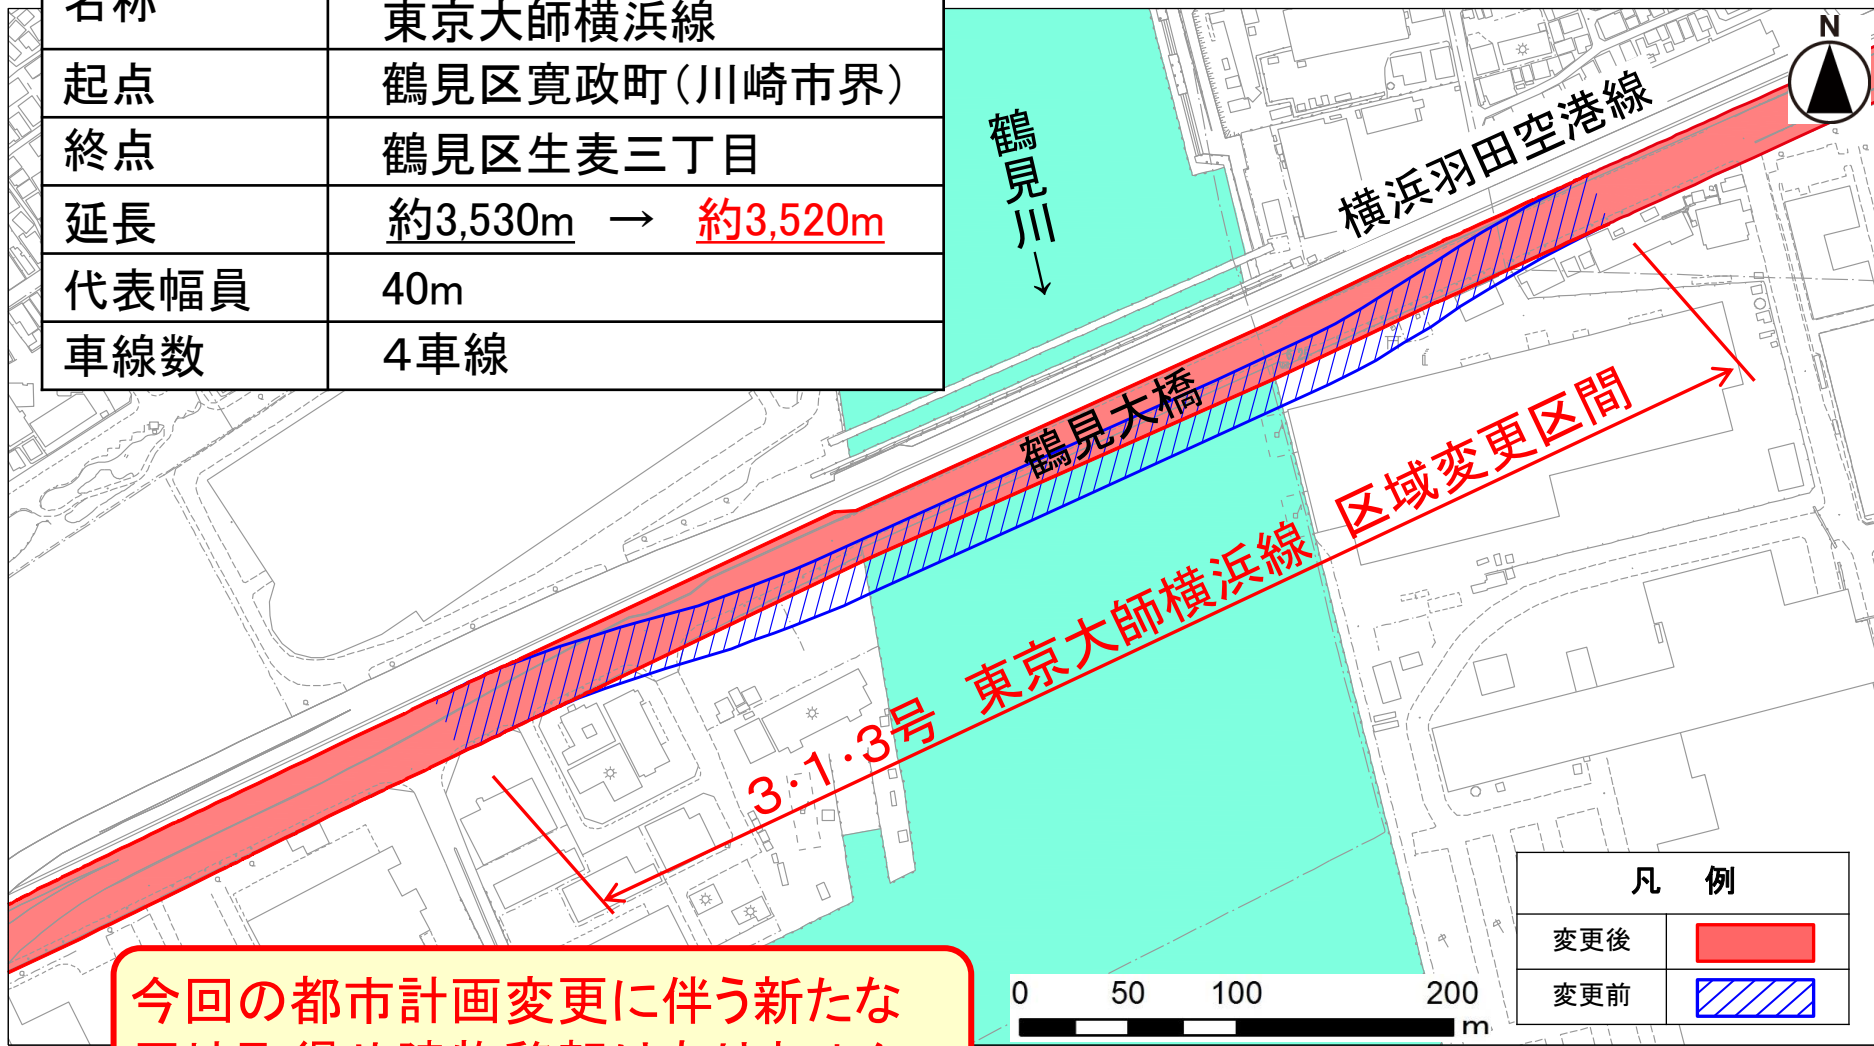 名称
東京大師横浜線
起点
鶴見区寛政町（川崎市界）
終点
鶴見区生麦三丁目
延長
約3,530m → 約3,520m
代表幅員
40m
車線数
４車線
N
鶴見川↓
横浜羽田空港線
鶴見大橋
３・１・３号 東京大師横浜線 区域変更区間
今回の都市計画変更に伴う新たな
凡 例
変更後
変更前
0 50 100 200
m